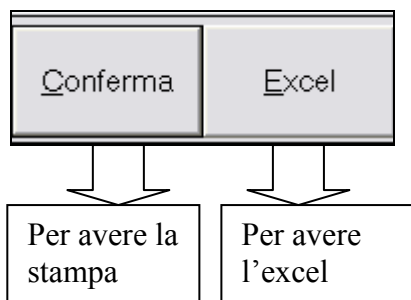 Conferma
Excel
Per avere la
stampa
Per avere
l’excel